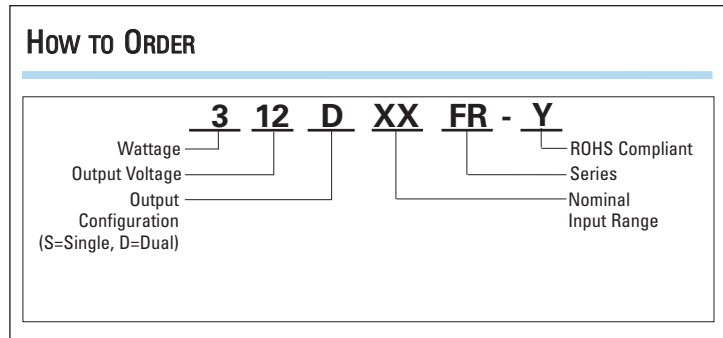 HOW TO ORDER
3 12 D XX FR - Y
Wattage
Output Voltage
Output
Configuration
(S=Single, D=Dual)
ROHS Compliant
Series
Nominal
Input Range